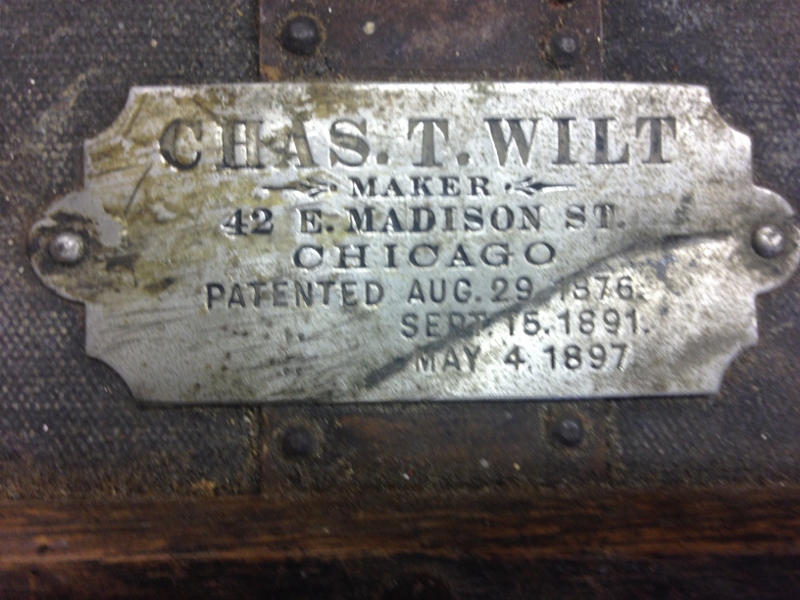 CHAS. T. WILT
MAKER
42 E. MADISON ST.
CHICAGO
PATENTED AUG. 29. 1876.
SEPT. 15. 1891.
MAY 4. 1897